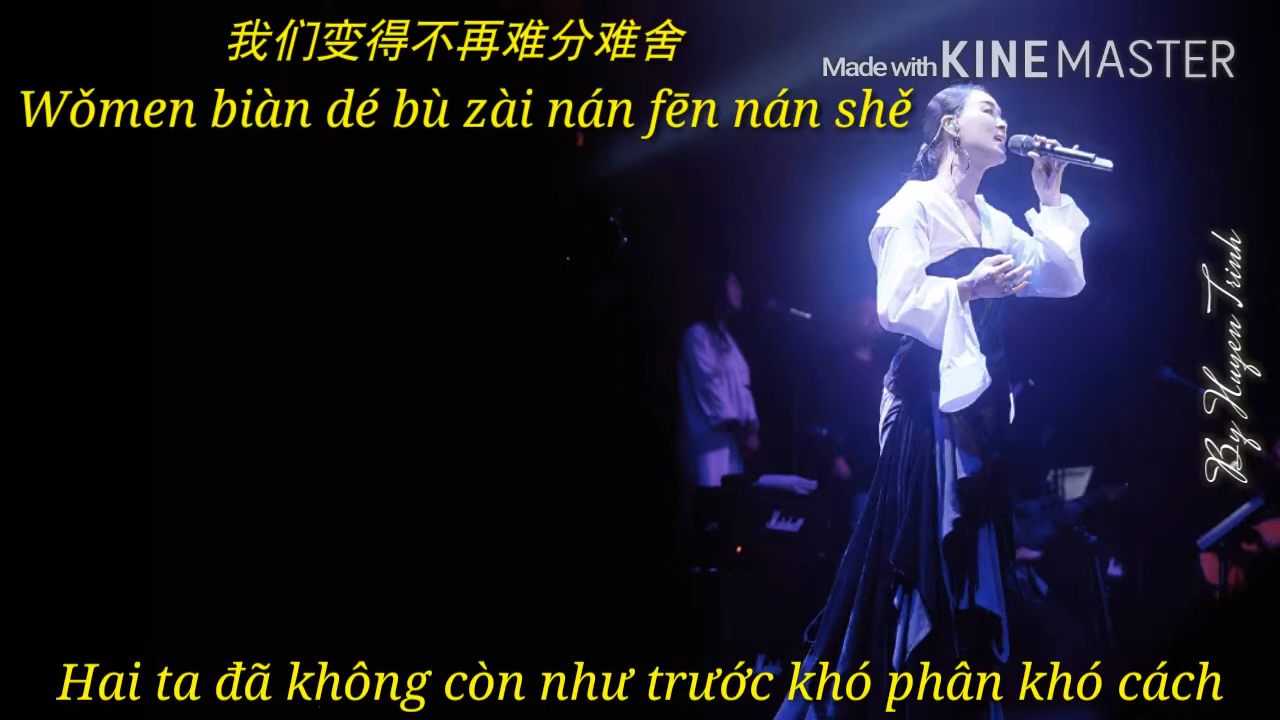 我们变得不再难分难舍
Made with KINEMASTER
Wǒmen biàn dé bù zài nán fēn nán shě
By Huyen Trinh
Marshall
Hai ta đã không còn như trước khó phân khó cách